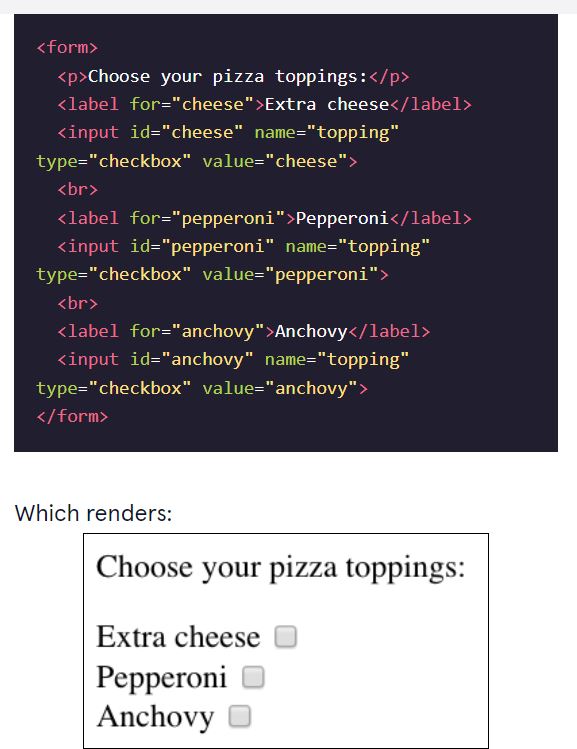 <form>
  <p>Choose your pizza toppings:</p>
  <label for="cheese">Extra cheese</label>
  <input id="cheese" name="topping"
type="checkbox" value="cheese">
  <br>
  <label for="pepperoni">Pepperoni</label>
  <input id="pepperoni" name="topping"
type="checkbox" value="pepperoni">
  <br>
  <label for="anchovy">Anchovy</label>
  <input id="anchovy" name="topping"
type="checkbox" value="anchovy">
</form>
Which renders:
Choose your pizza toppings:
Extra cheese
Pepperoni
Anchovy